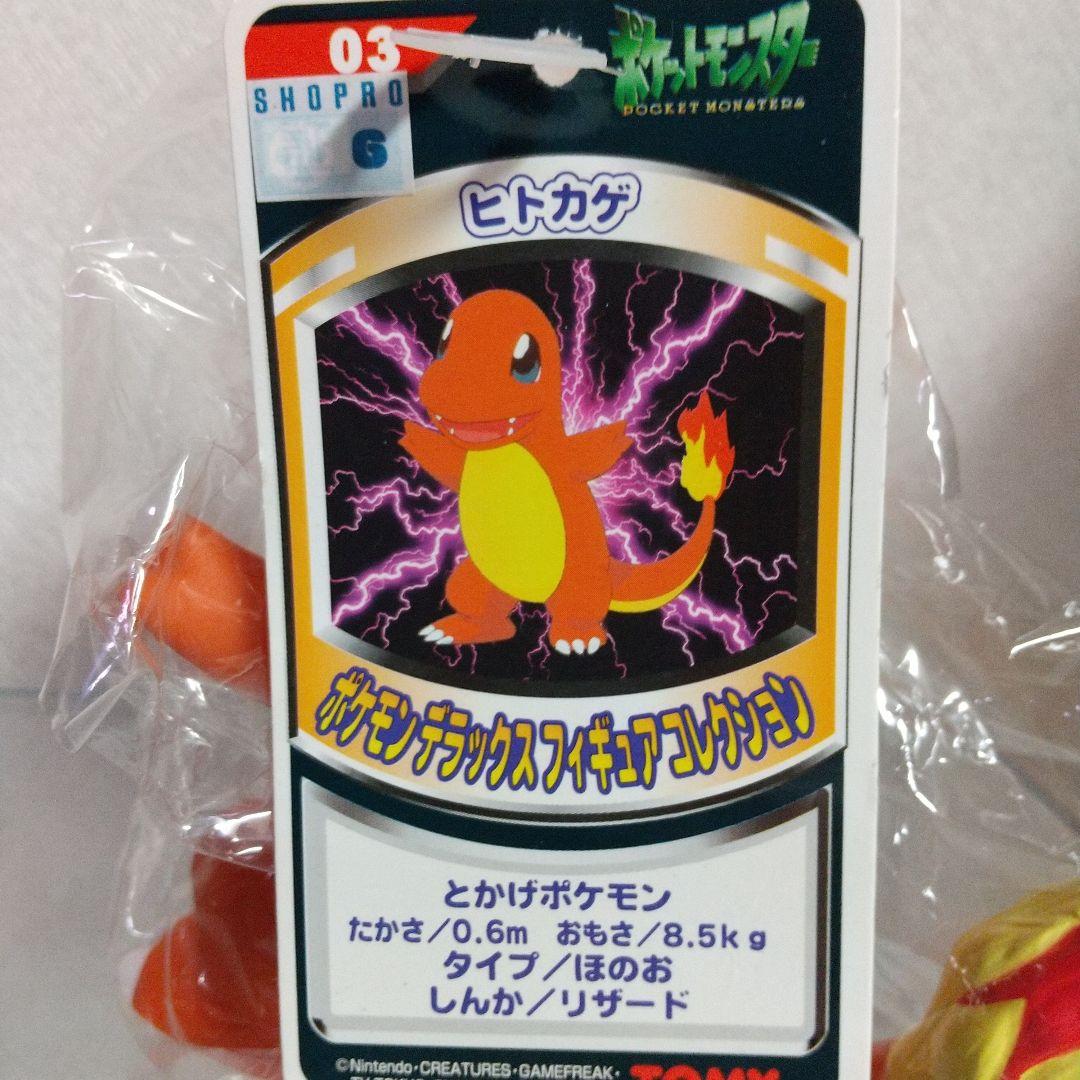 03
ポケットモンスター
POCKET MONSTERS
SHOPRO
G
ヒトカゲ
ポケモンデラックスフィギュアコレクション
とかげポケモン
たかさ/0.6m おもさ/8.5kg
タイプ/ほのお
しんか/リザード
©Nintendo・CREATURES・GAMEFREAK・
TOMY